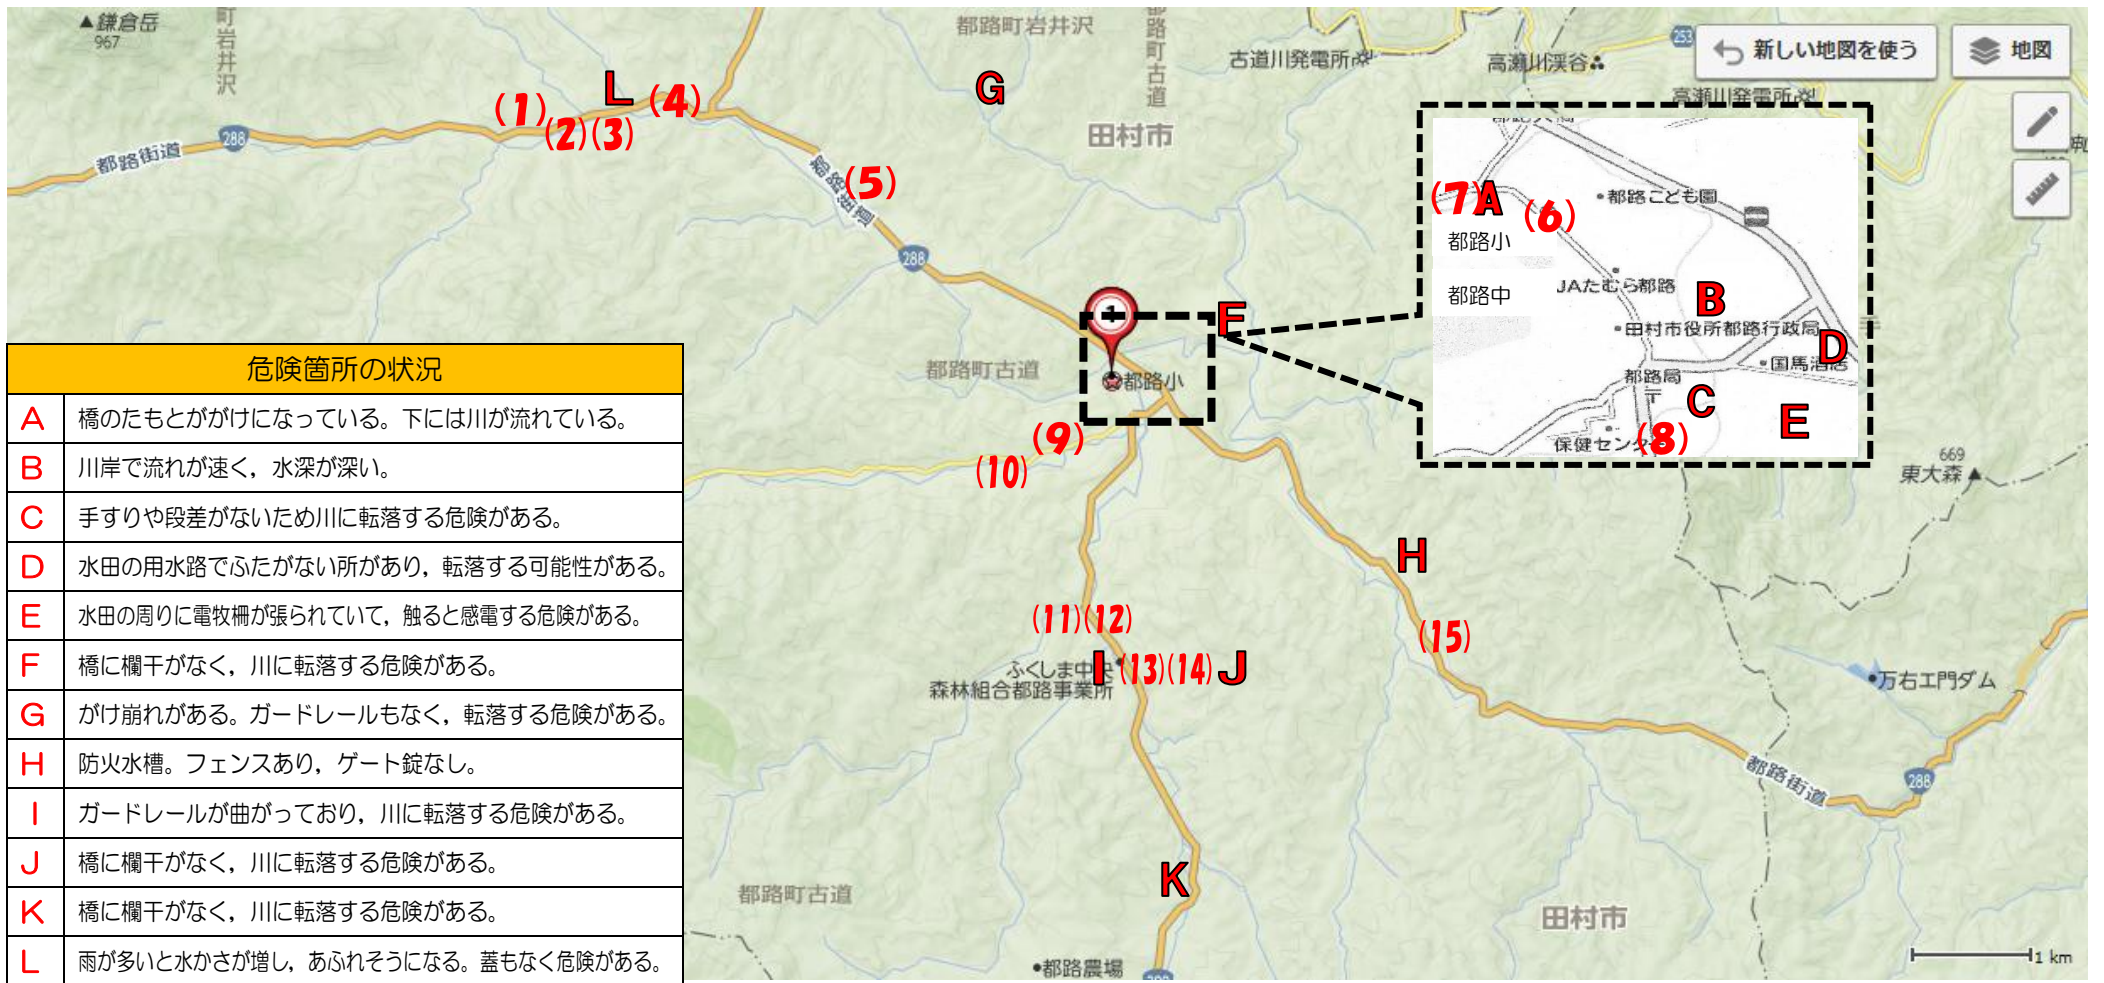 ▲鎌倉岳
967
町岩井沢
都路町岩井沢
都路町古道
古道川発電所
高瀬川渓谷
253
新しい地図を使う
地図
高瀬川発電所
L
G
(1)
(2)
(3)
(4)
(5)
288
都路街道
田村市
都路街道
288
(7)
A
(6)
都路こども園
都路小
都路中
JAたむら都路
B
田村市役所都路行政局
D
国馬酒店
都路局
C
E
保健センター
(8)
1
F
都路町古道
都路小
(9)
(10)
669
東大森▲
H
(11)
(12)
(15)
ふくしま中央
森林組合都路事業所
I
(13)
(14)
J
万右エ門ダム
都路街道
288
K
都路町古道
田村市
都路農場
1 km
危険箇所の状況
A 橋のたもとががけになっている。下には川が流れている。
B 川岸で流れが速く，水深が深い。
C 手すりや段差がないため川に転落する危険がある。
D 水田の用水路でふたがない所があり，転落する可能性がある。
E 水田の周りに電牧柵が張られていて，触ると感電する危険がある。
F 橋に欄干がなく，川に転落する危険がある。
G がけ崩れがある。ガードレールもなく，転落する危険がある。
H 防火水槽。フェンスあり，ゲート錠なし。
I ガードレールが曲がっており，川に転落する危険がある。
J 橋に欄干がなく，川に転落する危険がある。
K 橋に欄干がなく，川に転落する危険がある。
L 雨が多いと水かさが増し，あふれそうになる。蓋もなく危険がある。